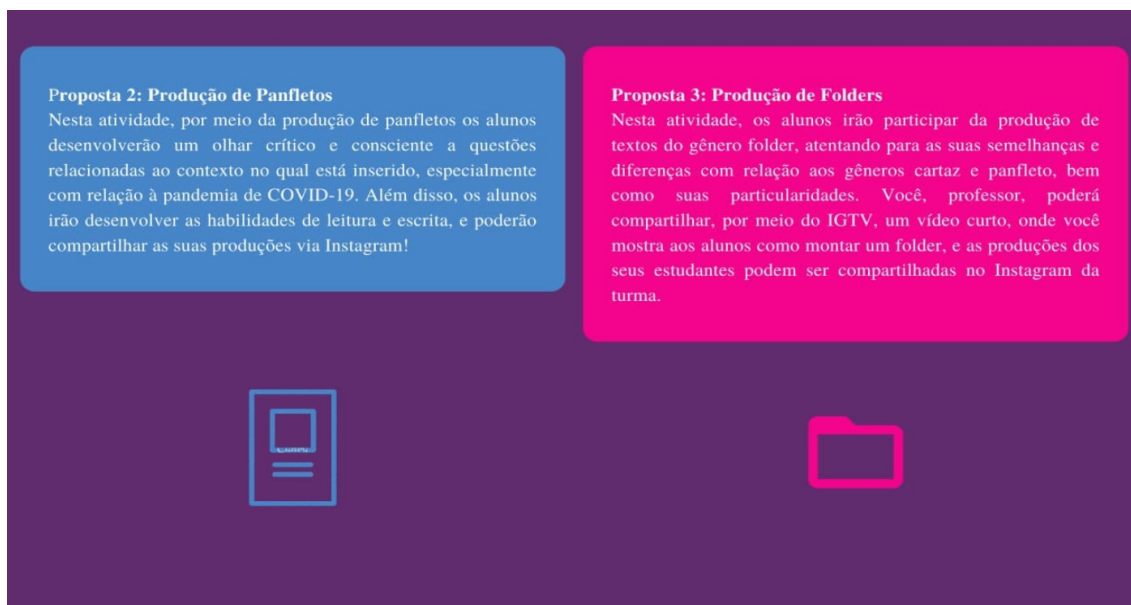 Proposta 2: Produção de Panfletos
Nesta atividade, por meio da produção de panfletos os alunos
desenvolverão um olhar crítico e consciente a questões
relacionadas ao contexto no qual está inserido, especialmente
com relação à pandemia de COVID-19. Além disso, os alunos
irão desenvolver as habilidades de leitura e escrita, e poderão
compartilhar as suas produções via Instagram!
Proposta 3: Produção de Folders
Nesta atividade, os alunos irão participar da produção de
textos do gênero folder, atentando para as suas semelhanças e
diferenças com relação aos gêneros cartaz e panfleto, bem
como suas particularidades. Você, professor, poderá
compartilhar, por meio do IGTV, um vídeo curto, onde você
mostra aos alunos como montar um folder, e as produções dos
seus estudantes podem ser compartilhadas no Instagram da
turma.